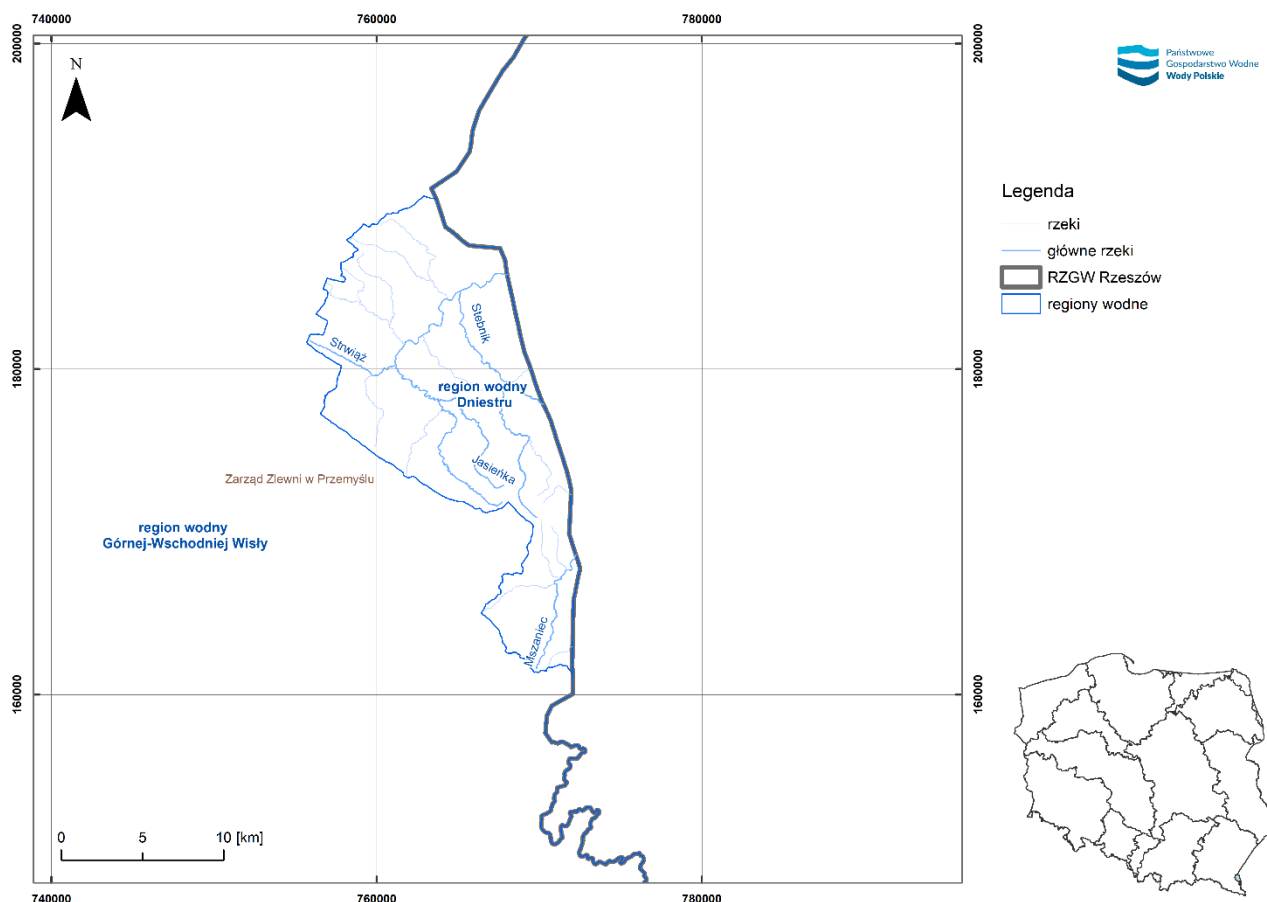 740000
760000
780000
200000
200000
N
Państwowe
Gospodarstwo Wodne
Wody Polskie
Legenda
rzeki
główne rzeki
RZGW Rzeszów
regiony wodne
Stebnik
Strwiąż
180000
180000
region wodny
Dniestru
Jasieńka
Zarząd Zlewni w Przemyślu
region wodny
Górnej-Wschodniej Wisły
Mszaniec
160000
160000
0 5 10 [km]
740000
760000
780000